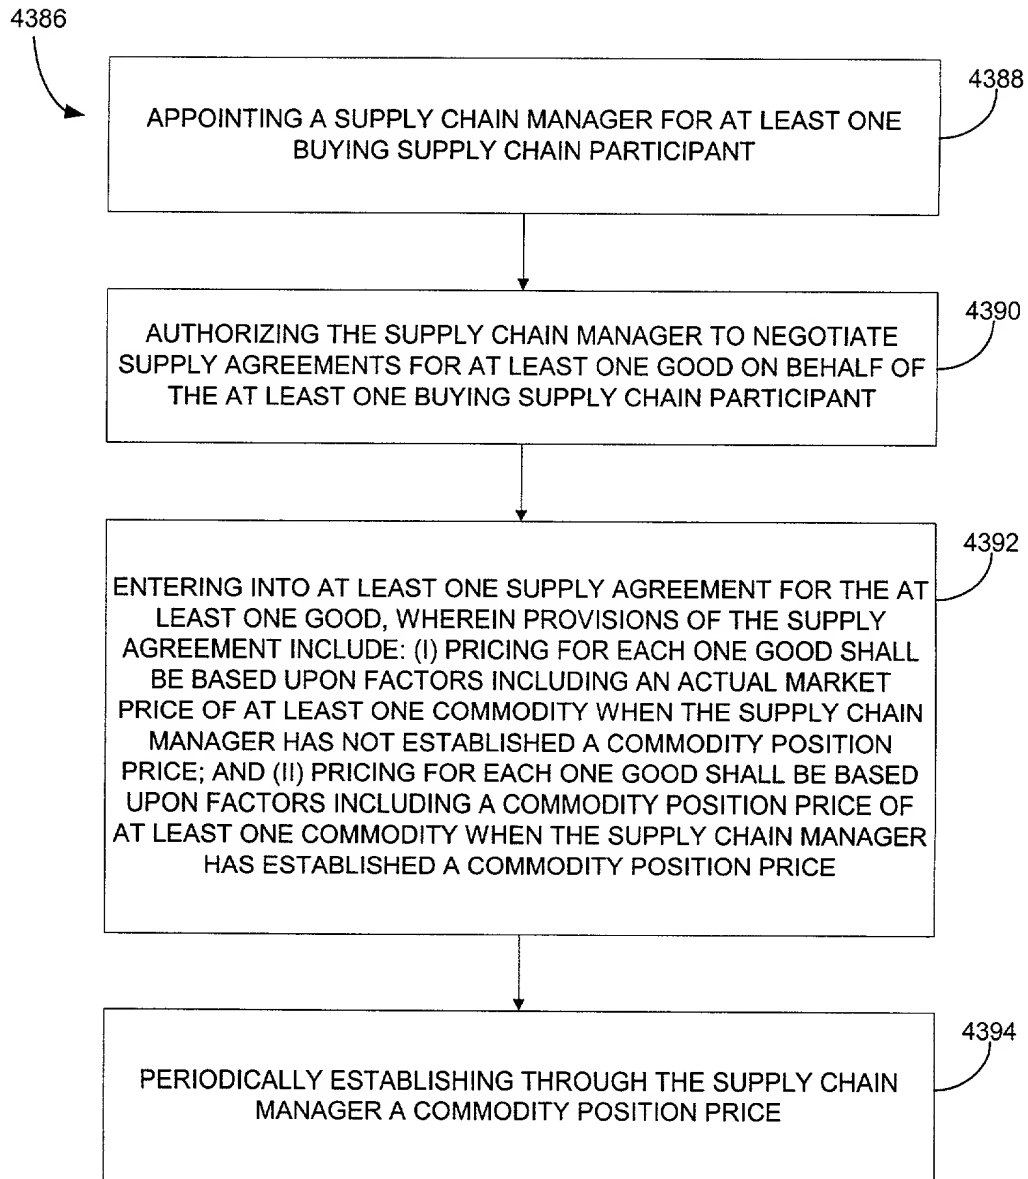 4386
4388
APPOINTING A SUPPLY CHAIN MANAGER FOR AT LEAST ONE
BUYING SUPPLY CHAIN PARTICIPANT
4390
AUTHORIZING THE SUPPLY CHAIN MANAGER TO NEGOTIATE
SUPPLY AGREEMENTS FOR AT LEAST ONE GOOD ON BEHALF OF
THE AT LEAST ONE BUYING SUPPLY CHAIN PARTICIPANT
4392
ENTERING INTO AT LEAST ONE SUPPLY AGREEMENT FOR THE AT
LEAST ONE GOOD, WHEREIN PROVISIONS OF THE SUPPLY
AGREEMENT INCLUDE: (I) PRICING FOR EACH ONE GOOD SHALL
BE BASED UPON FACTORS INCLUDING AN ACTUAL MARKET
PRICE OF AT LEAST ONE COMMODITY WHEN THE SUPPLY CHAIN
MANAGER HAS NOT ESTABLISHED A COMMODITY POSITION
PRICE; AND (II) PRICING FOR EACH ONE GOOD SHALL BE BASED
UPON FACTORS INCLUDING A COMMODITY POSITION PRICE OF
AT LEAST ONE COMMODITY WHEN THE SUPPLY CHAIN MANAGER
HAS ESTABLISHED A COMMODITY POSITION PRICE
4394
PERIODICALLY ESTABLISHING THROUGH THE SUPPLY CHAIN
MANAGER A COMMODITY POSITION PRICE